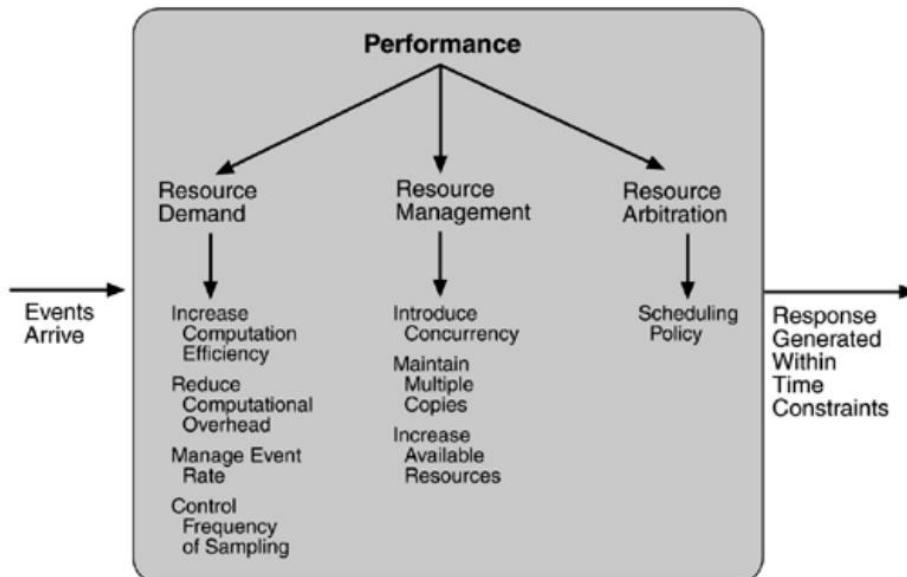 Performance
Resource
Demand
Resource
Management
Resource
Arbitration
Events
Arrive
Increase
Computation
Efficiency
Reduce
Computational
Overhead
Manage Event
Rate
Control
Frequency
of Sampling
Introduce
Concurrency
Maintain
Multiple
Copies
Increase
Available
Resources
Scheduling
Policy
Response
Generated
Within
Time
Constraints